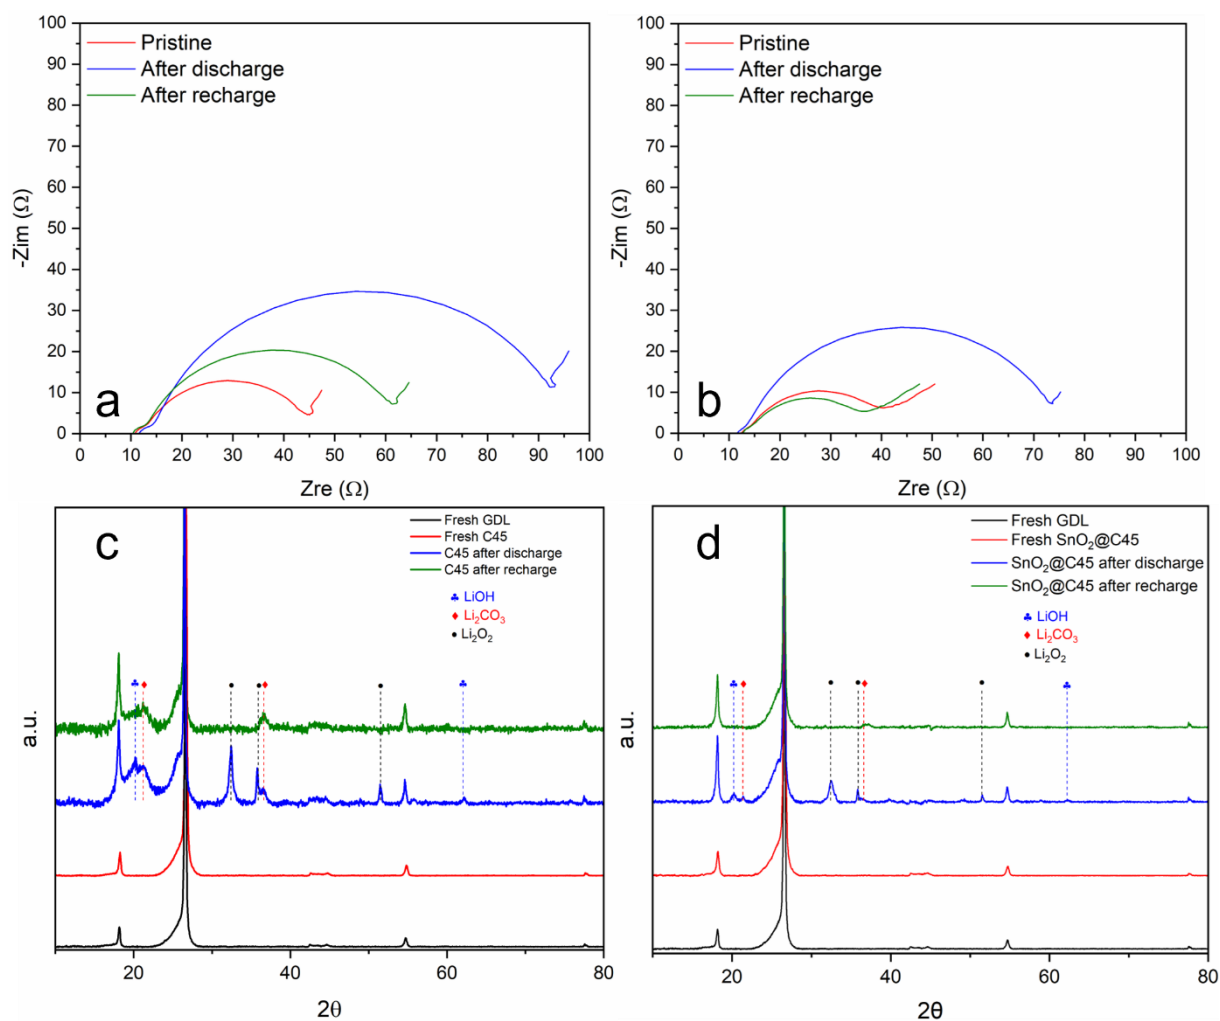 100
90
80
70
60
50
40
30
20
10
0
-Zim (Ω)
Pristine
After discharge
After recharge
a
0 10 20 30 40 50 60 70 80 90 100
Zre (Ω)
100
90
80
70
60
50
40
30
20
10
0
-Zim (Ω)
Pristine
After discharge
After recharge
b
0 10 20 30 40 50 60 70 80 90 100
Zre (Ω)
c
Fresh GDL
Fresh C45
C45 after discharge
C45 after recharge
♣ LiOH
♦ Li₂CO₃
• Li₂O₂
a.u.
20 40 60 80
2θ
d
Fresh GDL
Fresh SnO₂@C45
SnO₂@C45 after discharge
SnO₂@C45 after recharge
♣ LiOH
♦ Li₂CO₃
• Li₂O₂
a.u.
20 40 60 80
2θ